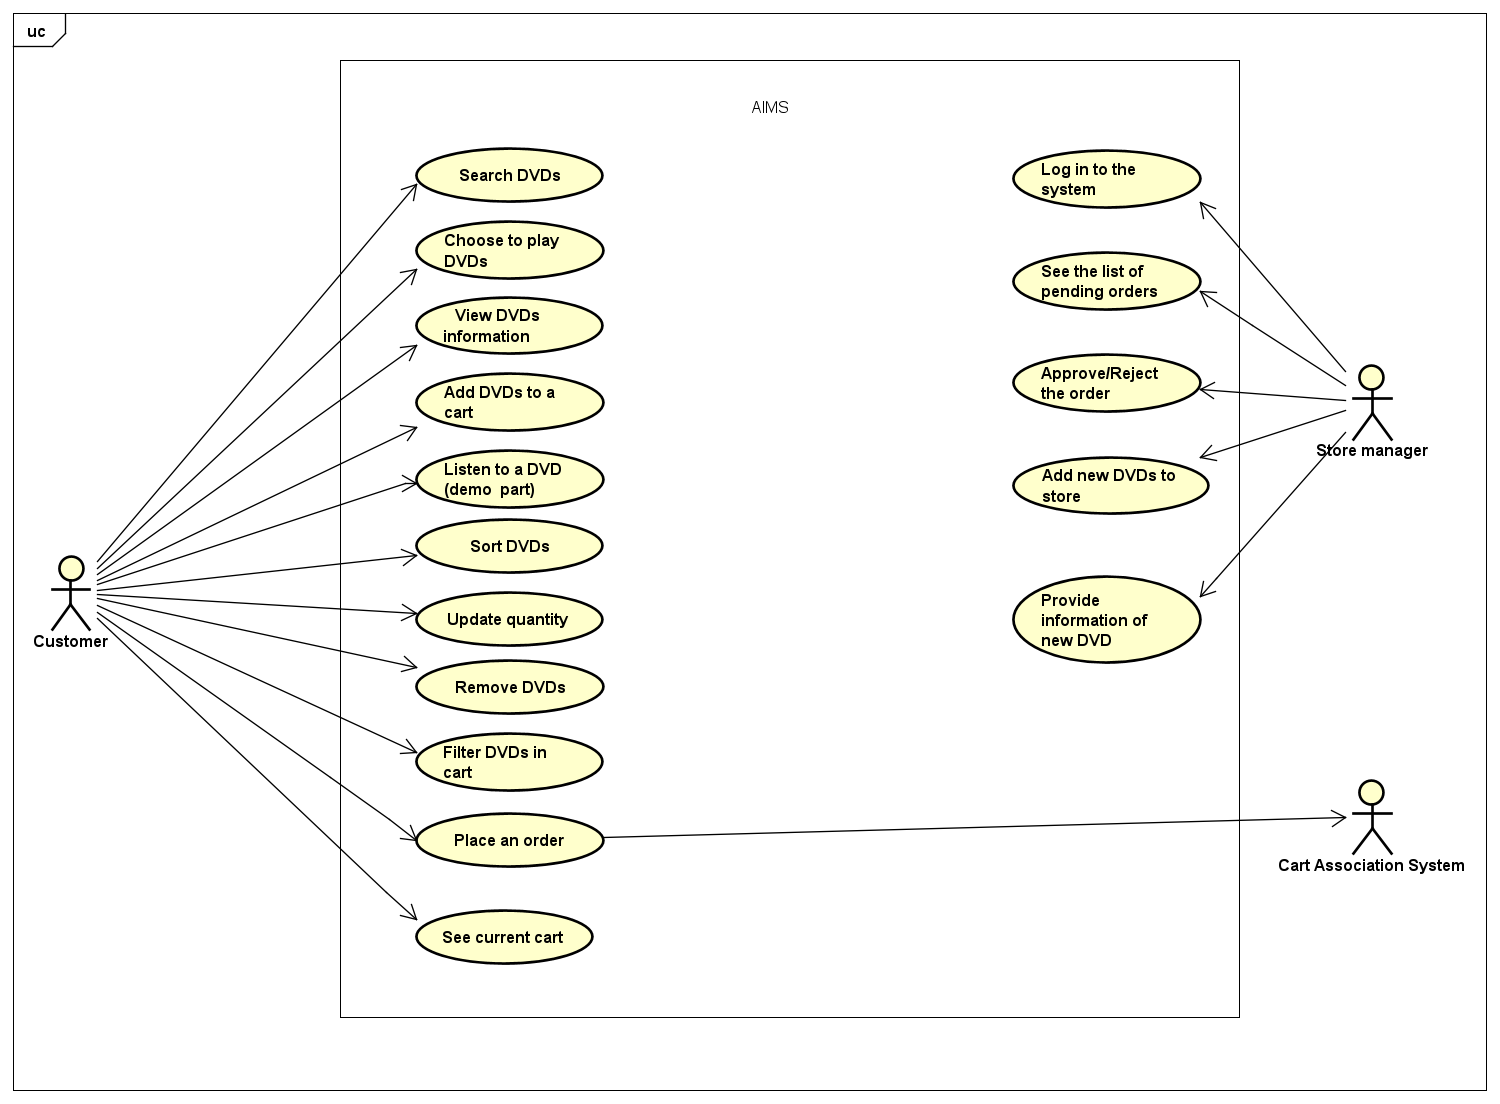 uc
AIMS
Search DVDs
Choose to play
DVDs
View DVDs
information
Add DVDs to a
cart
Listen to a DVD
(demo  part)
Sort DVDs
Update quantity
Remove DVDs
Filter DVDs in
cart
Place an order
See current cart
Customer
Log in to the
system
See the list of
pending orders
Approve/Reject
the order
Add new DVDs to
store
Provide
information of
new DVD
Store manager
Cart Association System